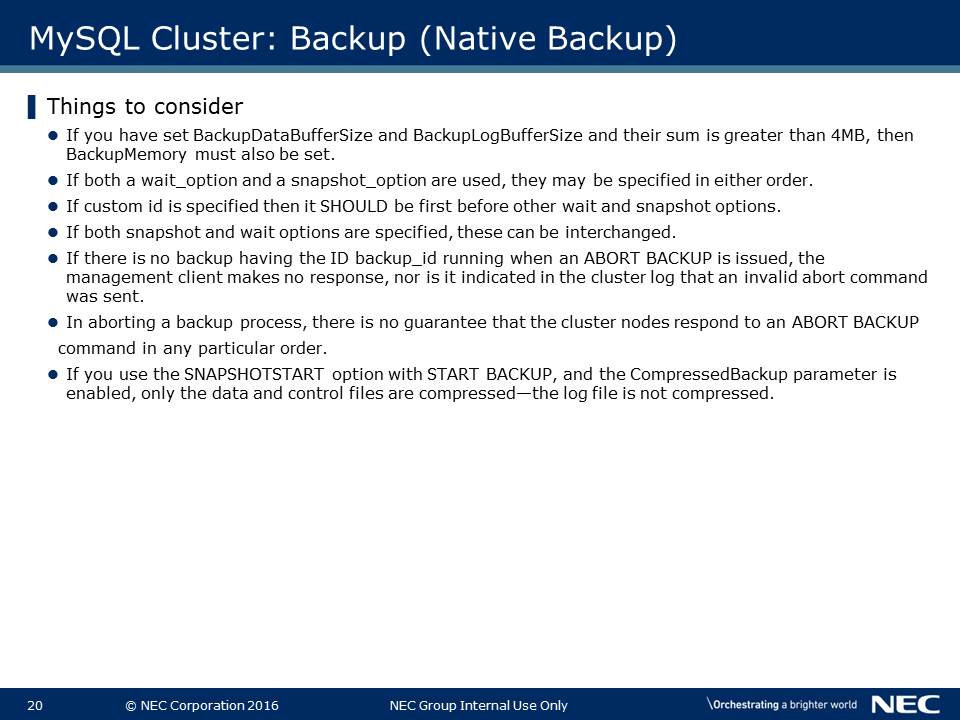 MySQL Cluster: Backup (Native Backup)
Things to consider
If you have set BackupDataBufferSize and BackupLogBufferSize and their sum is greater than 4MB, then
BackupMemory must also be set.
If both a wait_option and a snapshot_option are used, they may be specified in either order.
If custom id is specified then it SHOULD be first before other wait and snapshot options.
If both snapshot and wait options are specified, these can be interchanged.
If there is no backup having the ID backup_id running when an ABORT BACKUP is issued, the
management client makes no response, nor is it indicated in the cluster log that an invalid abort command
was sent.
In aborting a backup process, there is no guarantee that the cluster nodes respond to an ABORT BACKUP
command in any particular order.
If you use the SNAPSHOTSTART option with START BACKUP, and the CompressedBackup parameter is
enabled, only the data and control files are compressed—the log file is not compressed.
20 © NEC Corporation 2016 NEC Group Internal Use Only \Orchestrating a brighter world NEC